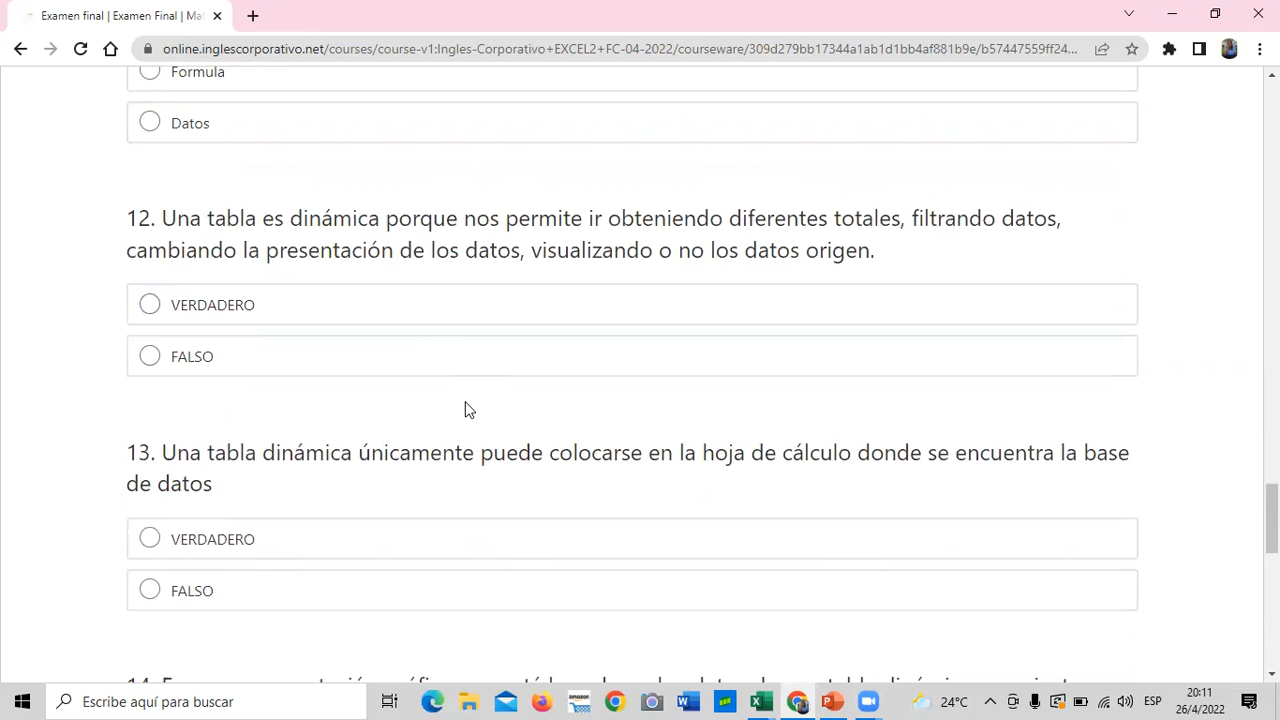 Examen final | Examen Final | Mat
online.inglescorporativo.net/courses/course-v1:Ingles-Corporativo+EXCEL2+FC-04-2022/courseware/309d279bb17344a1ab1d1bb4af881b9e/b57447559ff24...
Formula
Datos
12. Una tabla es dinámica porque nos permite ir obteniendo diferentes totales, filtrando datos,
cambiando la presentación de los datos, visualizando o no los datos origen.
VERDADERO
FALSO
13. Una tabla dinámica únicamente puede colocarse en la hoja de cálculo donde se encuentra la base
de datos
VERDADERO
FALSO
Escribe aquí para buscar
amazon
24°C
ESP
20:11
26/4/2022